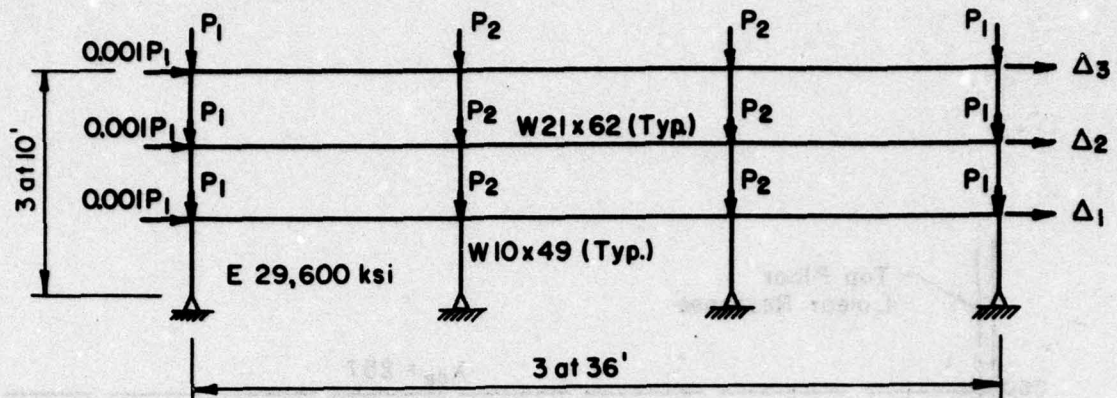 P₁ P₂ P₂ P₁
0.001P₁ Δ₃
P₁ P₂ W21x62 (Typ.) P₂ P₁
0.001P₁ Δ₂
P₁ P₂ P₂ P₁
0.001P₁ Δ₁
3 at 10'
W10x49 (Typ.)
E 29,600 ksi
3 at 36'